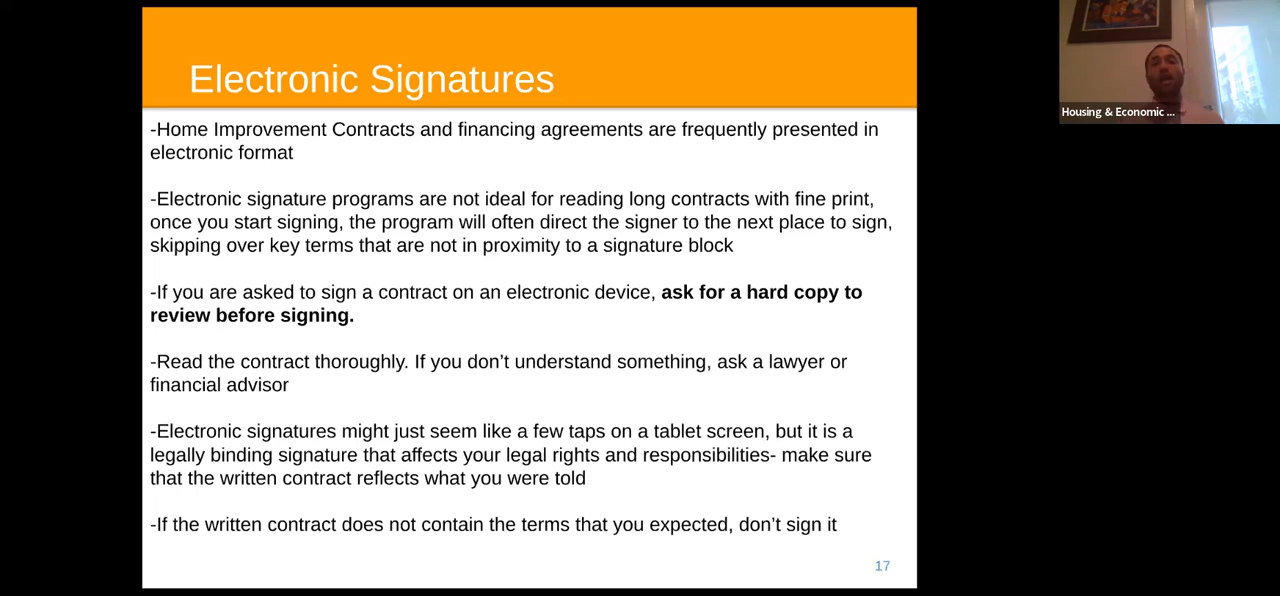 Electronic Signatures
-Home Improvement Contracts and financing agreements are frequently presented in
electronic format
-Electronic signature programs are not ideal for reading long contracts with fine print,
once you start signing, the program will often direct the signer to the next place to sign,
skipping over key terms that are not in proximity to a signature block
-If you are asked to sign a contract on an electronic device, ask for a hard copy to
review before signing.
-Read the contract thoroughly. If you don’t understand something, ask a lawyer or
financial advisor
-Electronic signatures might just seem like a few taps on a tablet screen, but it is a
legally binding signature that affects your legal rights and responsibilities- make sure
that the written contract reflects what you were told
-If the written contract does not contain the terms that you expected, don’t sign it
17
Housing & Economic ...